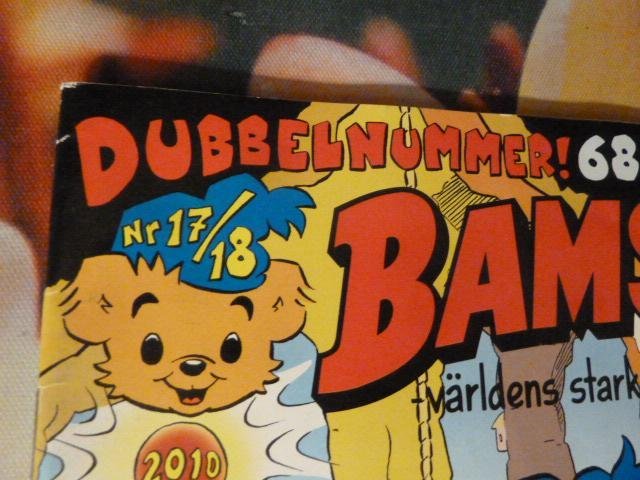 DUBBELNUMMER! 68
Nr 17/18
BAMS
-världens stark
2010